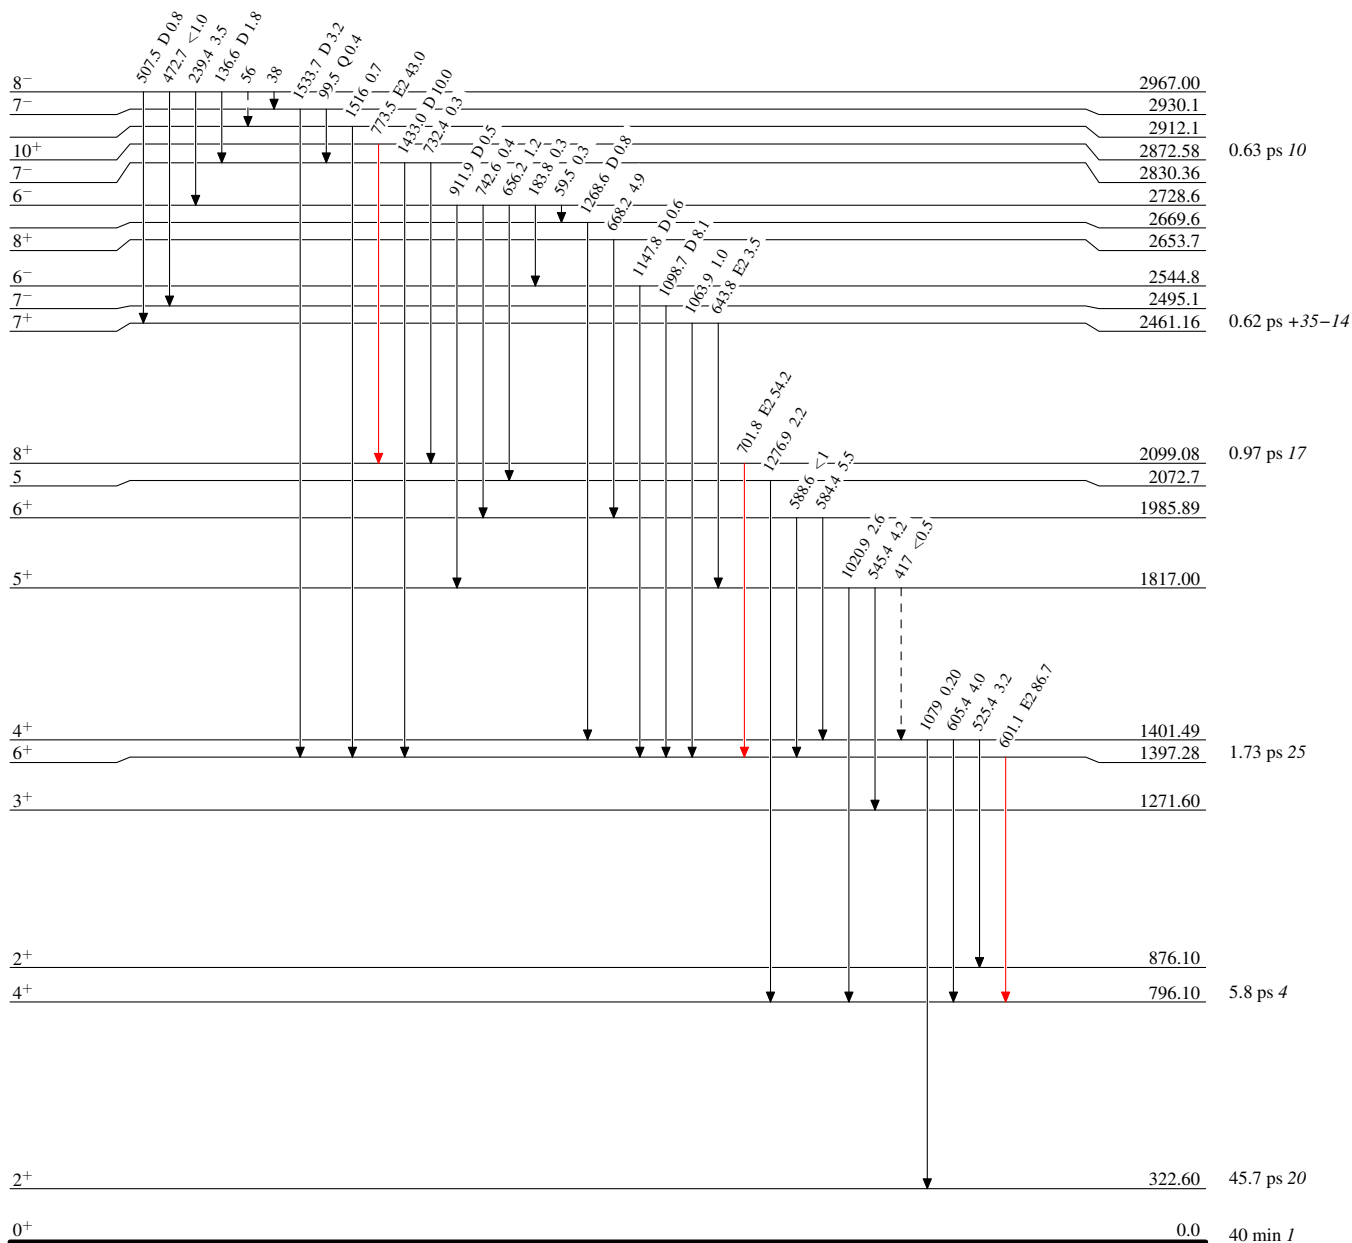 507.5 D 0.8
472.7 <1.0
239.4 3.5
136.6 D 1.8
56
38
1533.7 D 3.2
99.5 Q 0.4
1516 0.7
773.5 E2 43.0
1433.0 D 10.0
732.4 0.3
911.9 D 0.5
742.6 0.4
656.2 1.2
183.8 0.3
59.5 0.3
1268.6 D 0.8
668.2 4.9
1147.8 D 0.6
1098.7 D 8.1
1063.9 1.0
643.8 E2 3.5
701.8 E2 54.2
1276.9 2.2
588.6 <1
584.4 5.5
1020.9 2.6
545.4 4.2
417 <0.5
1079 0.20
605.4 4.0
525.4 3.2
601.1 E2 86.7
8⁻ 2967.00
7⁻ 2930.1
2912.1
10⁺ 2872.58 0.63 ps 10
7⁻ 2830.36
6⁻ 2728.6
2669.6
8⁺ 2653.7
6⁻ 2544.8
7⁻ 2495.1
7⁺ 2461.16 0.62 ps +35−14
8⁺ 2099.08 0.97 ps 17
5 2072.7
6⁺ 1985.89
5⁺ 1817.00
4⁺ 1401.49
6⁺ 1397.28 1.73 ps 25
3⁺ 1271.60
2⁺ 876.10
4⁺ 796.10 5.8 ps 4
2⁺ 322.60 45.7 ps 20
0⁺ 0.0 40 min 1